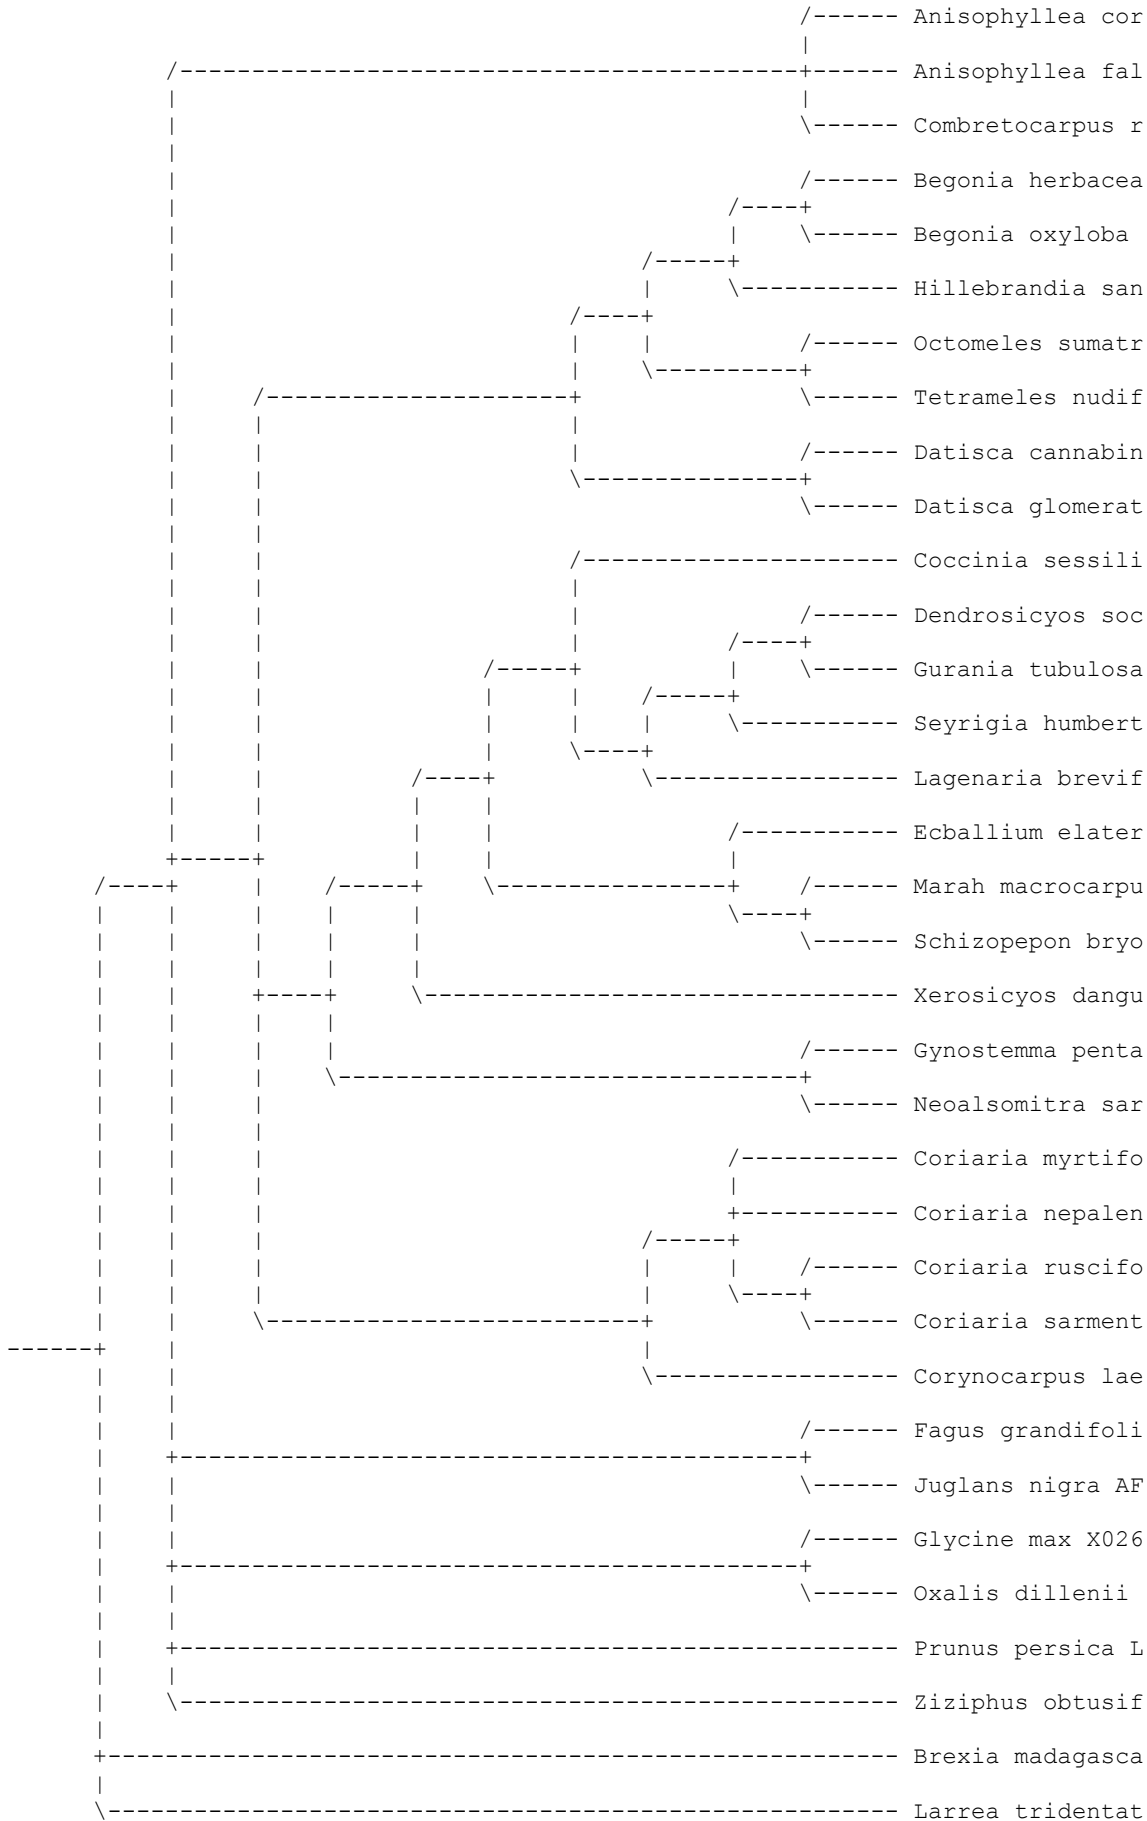 Anisophyllea cor
Anisophyllea fal
Combretocarpus r
Begonia herbacea
Begonia oxyloba
Hillebrandia san
Octomeles sumatr
Tetrameles nudif
Datisca cannabin
Datisca glomerat
Coccinia sessili
Dendrosicyos soc
Gurania tubulosa
Seyrigia humbert
Lagenaria brevif
Ecballium elater
Marah macrocarpu
Schizopepon bryo
Xerosicyos dangu
Gynostemma penta
Neoalsomitra sar
Coriaria myrtifo
Coriaria nepalen
Coriaria ruscifo
Coriaria sarment
Corynocarpus lae
Fagus grandifoli
Juglans nigra AF
Glycine max X026
Oxalis dillenii
Prunus persica L
Ziziphus obtusif
Brexia madagasca
Larrea tridentat